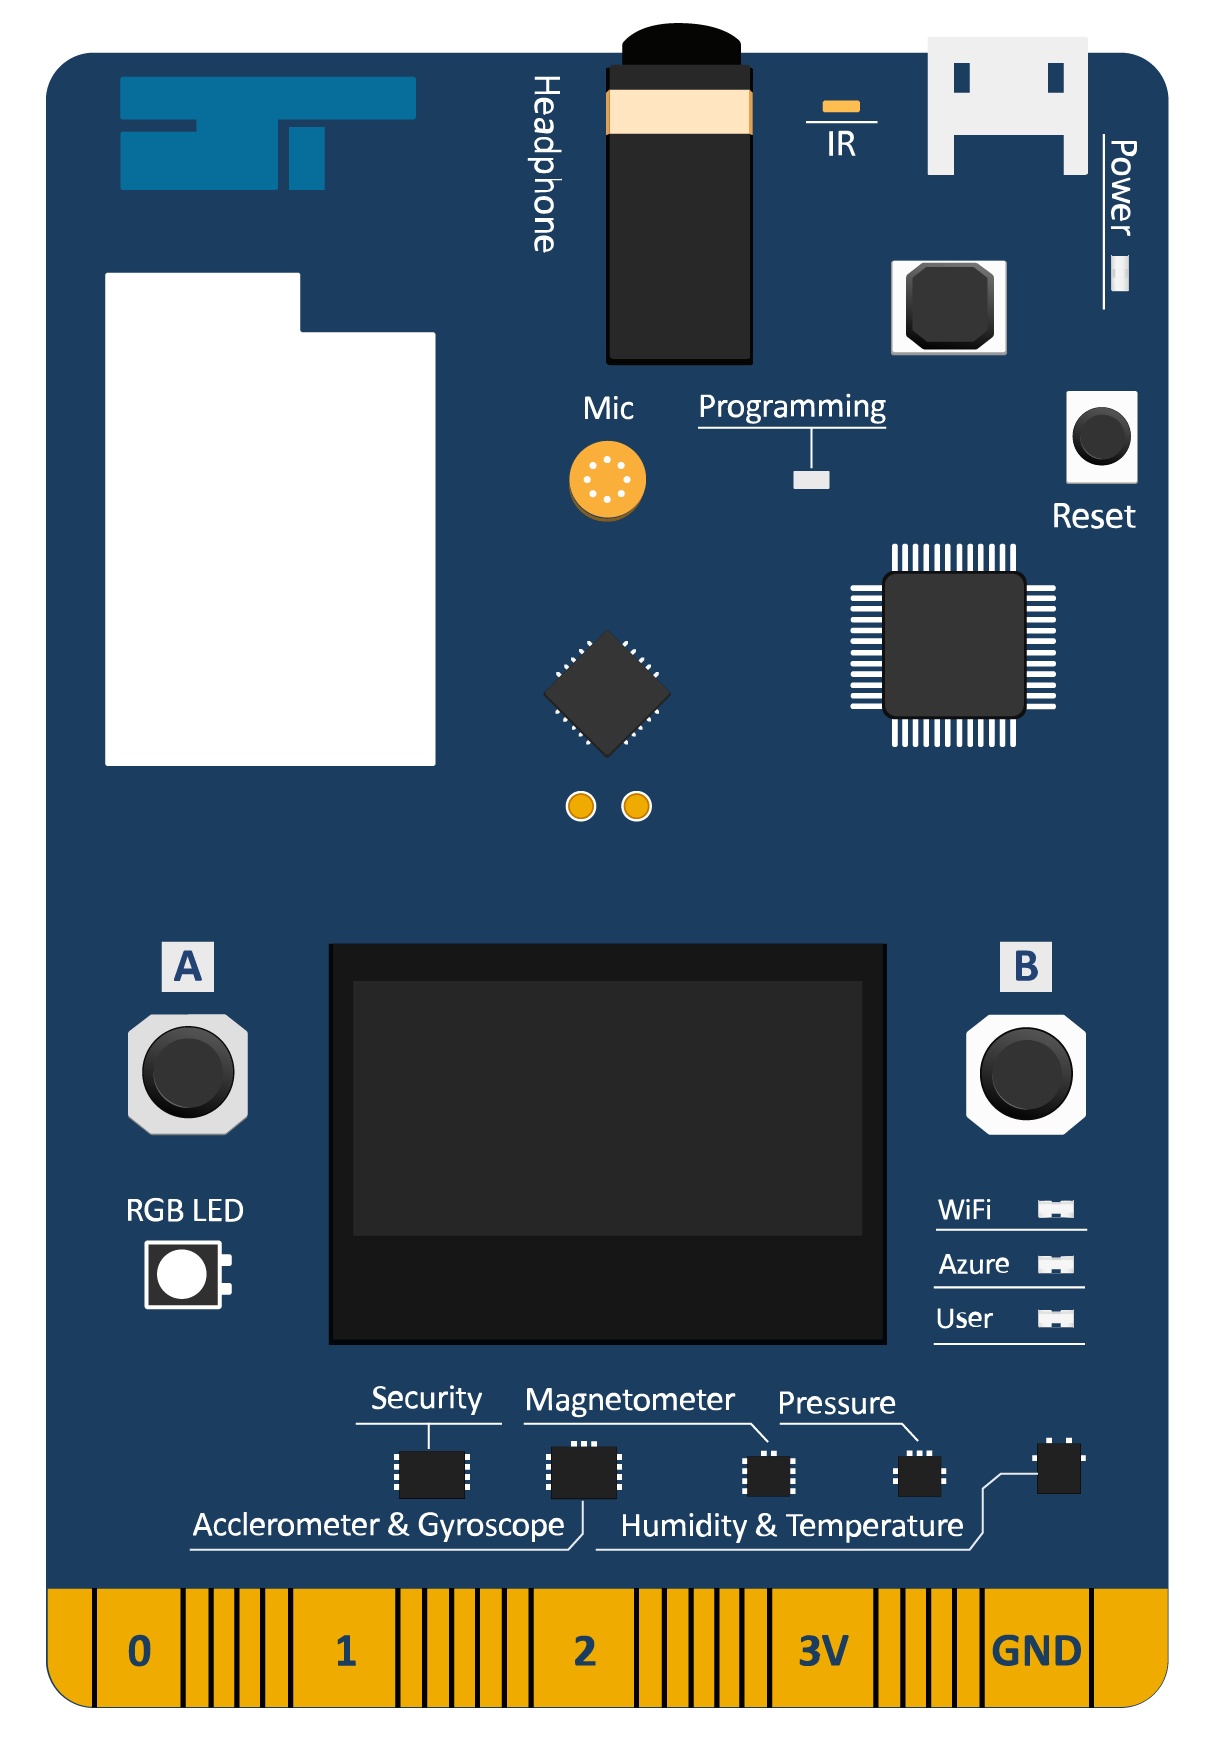 Headphone
IR
Power
Mic
Programming
Reset
A
B
RGB LED
WiFi
Azure
User
Security
Magnetometer
Pressure
Acclerometer & Gyroscope
Humidity & Temperature
0
1
2
3V
GND